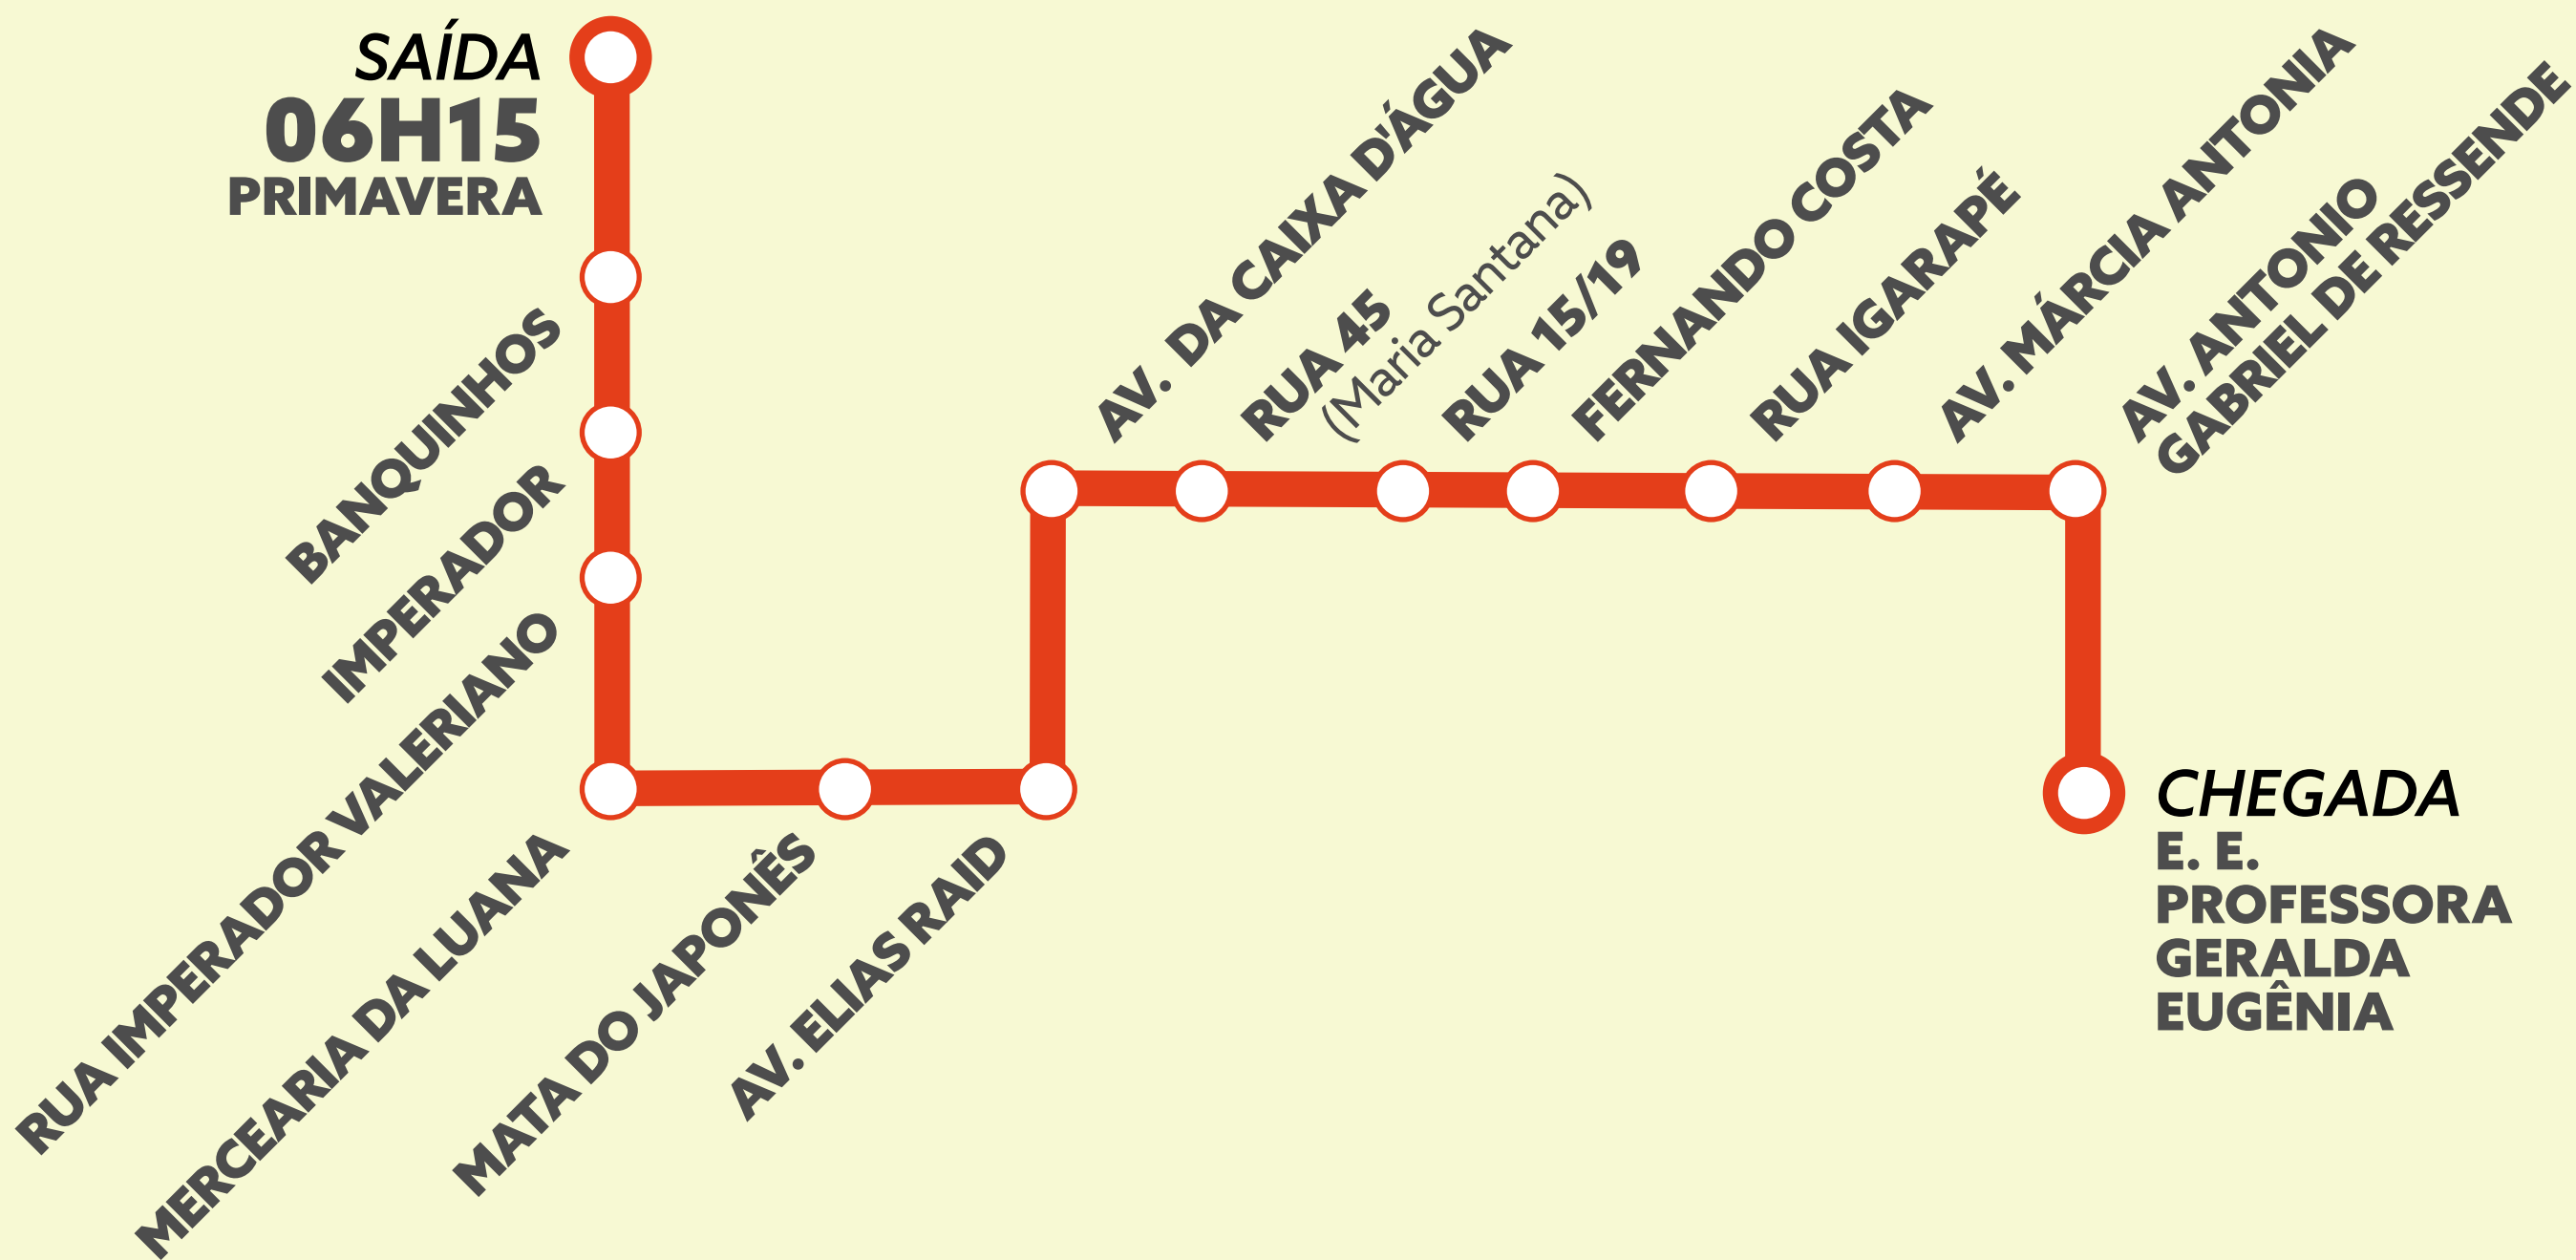 SAÍDA
06H15
PRIMAVERA
BANQUINHOS
IMPERADOR
RUA IMPERADOR VALERIANO
MERCEARIA DA LUANA
MATA DO JAPONÊS
AV. ELIAS RAID
AV. DA CAIXA D'ÁGUA
RUA 45
(Maria Santana)
RUA 15/19
FERNANDO COSTA
RUA IGARAPÉ
AV. MÁRCIA ANTONIA
AV. ANTONIO
GABRIEL DE RESSENDE
CHEGADA
E. E.
PROFESSORA
GERALDA
EUGÊNIA